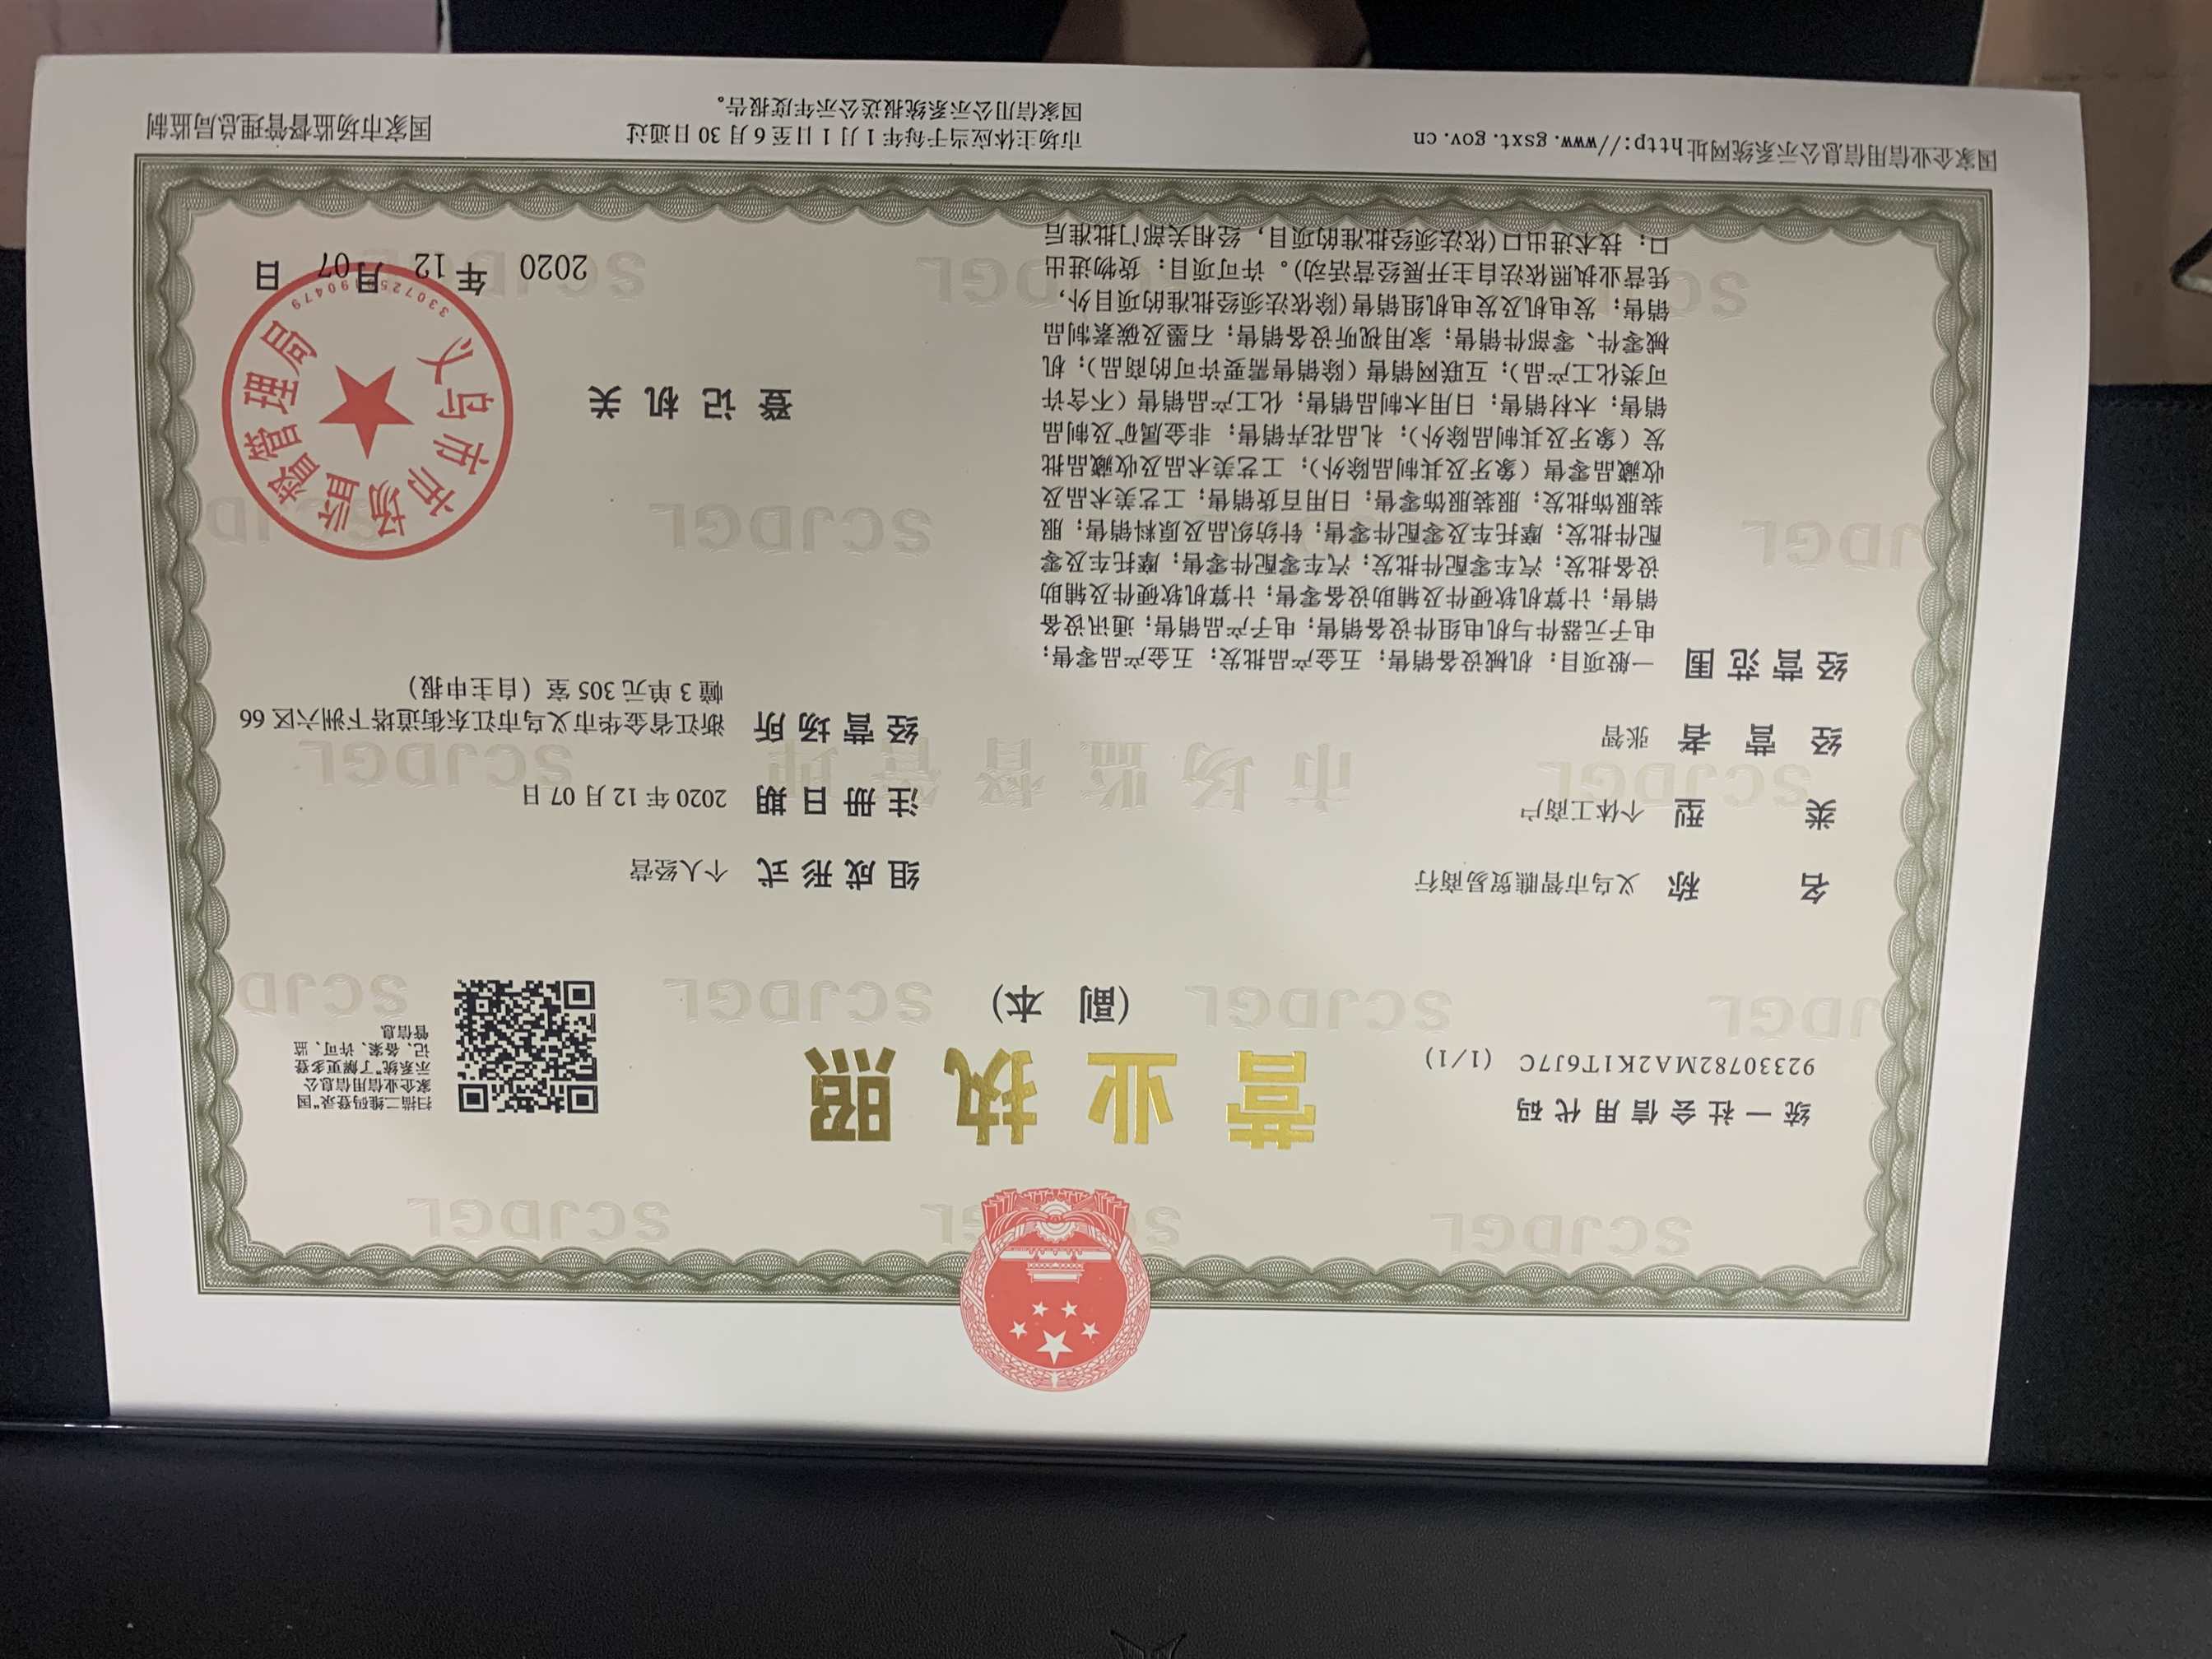 统一社会信用代码
92330782MA2K1T6J7C (1/1)
营业执照
(副 本)
扫描二维码登录“国
家企业信用信息公
示系统”了解更多登
记、备案、许可、监
管信息
名 称 义乌市智瞧贸易商行
类 型 个体工商户
经 营 者 张智
经营范围 一般项目：机械设备销售；五金产品批发；五金产品零售；
电子元器件与机电组件设备销售；电子产品销售；通讯设备
销售；计算机软硬件及辅助设备零售；计算机软硬件及辅助
设备批发；汽车零配件批发；汽车零配件零售；摩托车及零
配件批发；摩托车及零配件零售；针纺织品及原料销售；服
装服饰批发；服装服饰零售；日用百货销售；工艺美术品及
收藏品零售（象牙及其制品除外）；工艺美术品及收藏品批
发（象牙及其制品除外）；礼品花卉销售；非金属矿及制品
销售；木材销售；日用木制品销售；化工产品销售（不含许
可类化工产品）；互联网销售（除销售需要许可的商品）；机
械零件、零部件销售；家用视听设备销售；石墨及碳素制品
销售；发电机及发电机组销售(除依法须经批准的项目外，
凭营业执照依法自主开展经营活动)。许可项目：货物进出
口；技术进出口(依法须经批准的项目，经相关部门批准后
组成形式 个人经营
注册日期 2020年12月07日
经营场所 浙江省金华市义乌市江东街道塔下洲六区66
幢3单元305室（自主申报）
登记机关
义乌市市场监督管理局
2020 年 12 月 07 日
国家企业信用信息公示系统网址http://www.gsxt.gov.cn
市场主体应当于每年1月1日至6月30日通过
国家信用公示系统报送公示年度报告。
国家市场监督管理总局监制
市场监督管理
SCJDGL